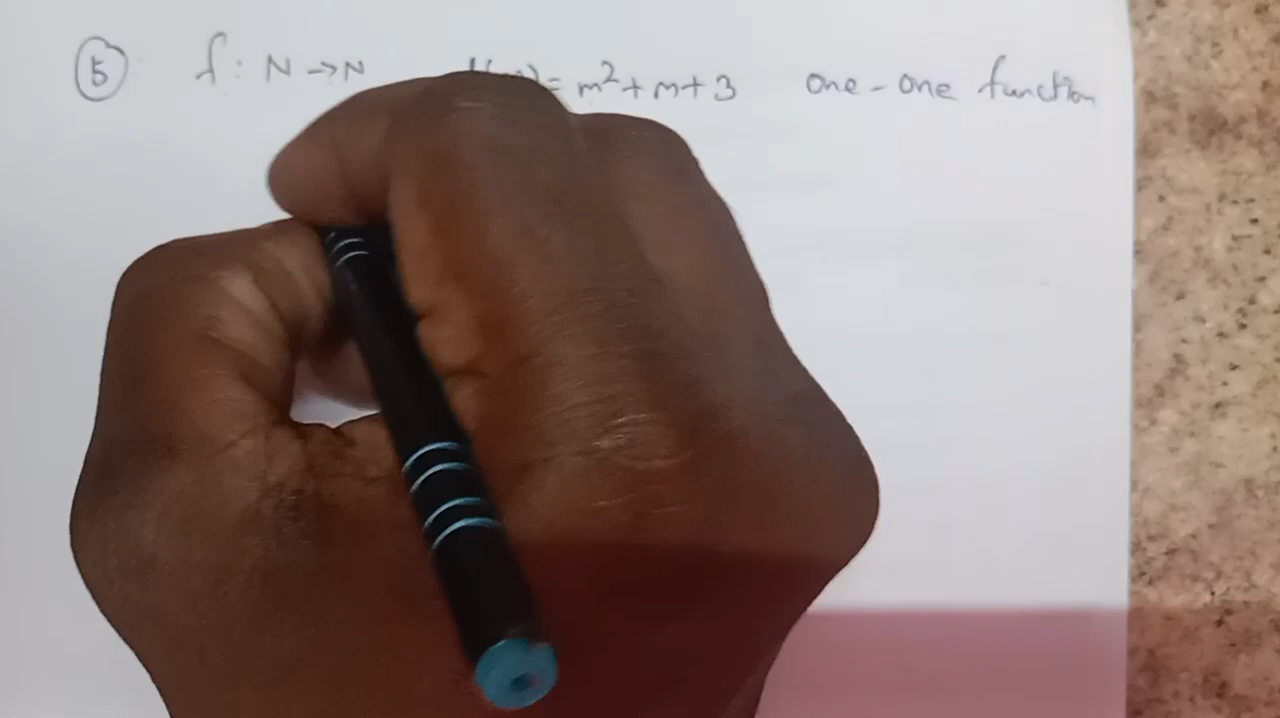 5 f : N → N = m²+m+3 one-one function